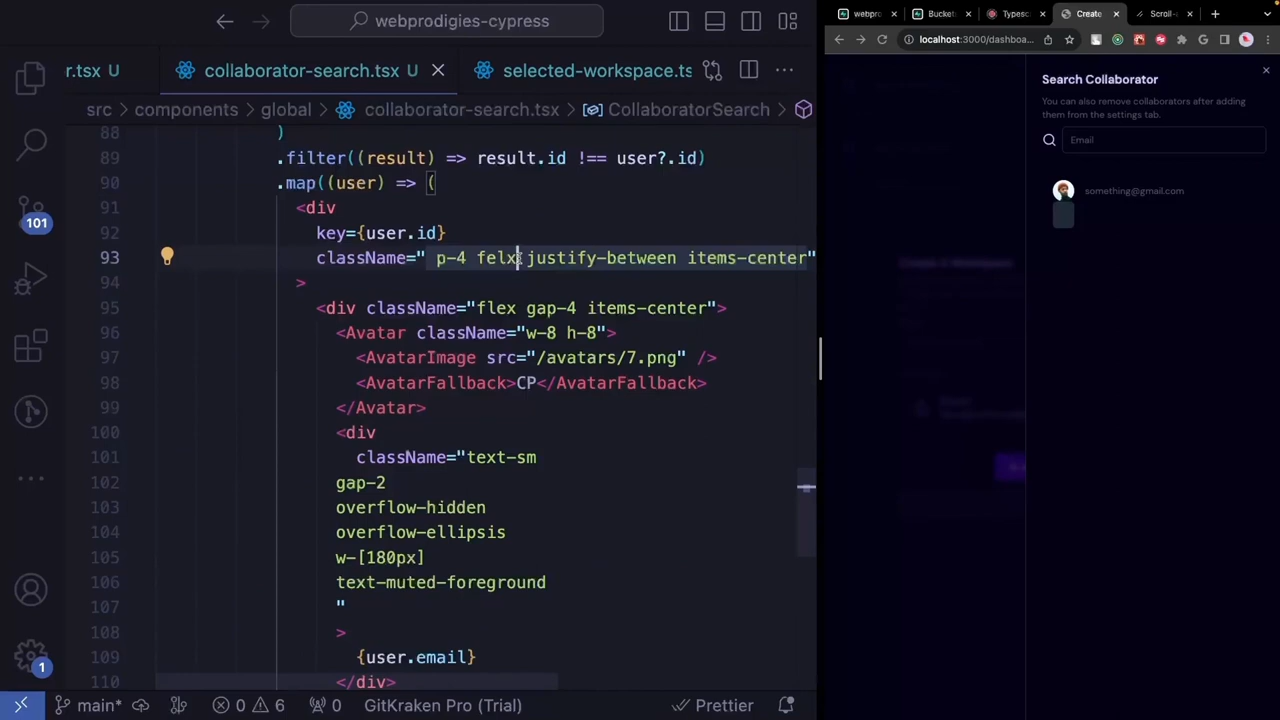 webprodigies-cypress
r.tsx U
collaborator-search.tsx U
selected-workspace.ts
src > components > global > collaborator-search.tsx > CollaboratorSearch >
88 )
89 .filter((result) => result.id !== user?.id)
90 .map((user) => (
91 <div
92 key={user.id}
93 className=" p-4 felx justify-between items-center"
94 >
95 <div className="flex gap-4 items-center">
96 <Avatar className="w-8 h-8">
97 <AvatarImage src="/avatars/7.png" />
98 <AvatarFallback>CP</AvatarFallback>
99 </Avatar>
100 <div
101 className="text-sm
102 gap-2
103 overflow-hidden
104 overflow-ellipsis
105 w-[180px]
106 text-muted-foreground
107 "
108 >
109 {user.email}
110 </div>
101
1
main*
0 6
0
GitKraken Pro (Trial)
Prettier
webpro
Bucket
Typesc
Create
Scroll-
localhost:3000/dashboa...
Search Collaborator
You can also remove collaborators after adding
them from the settings tab.
Email
something@gmail.com